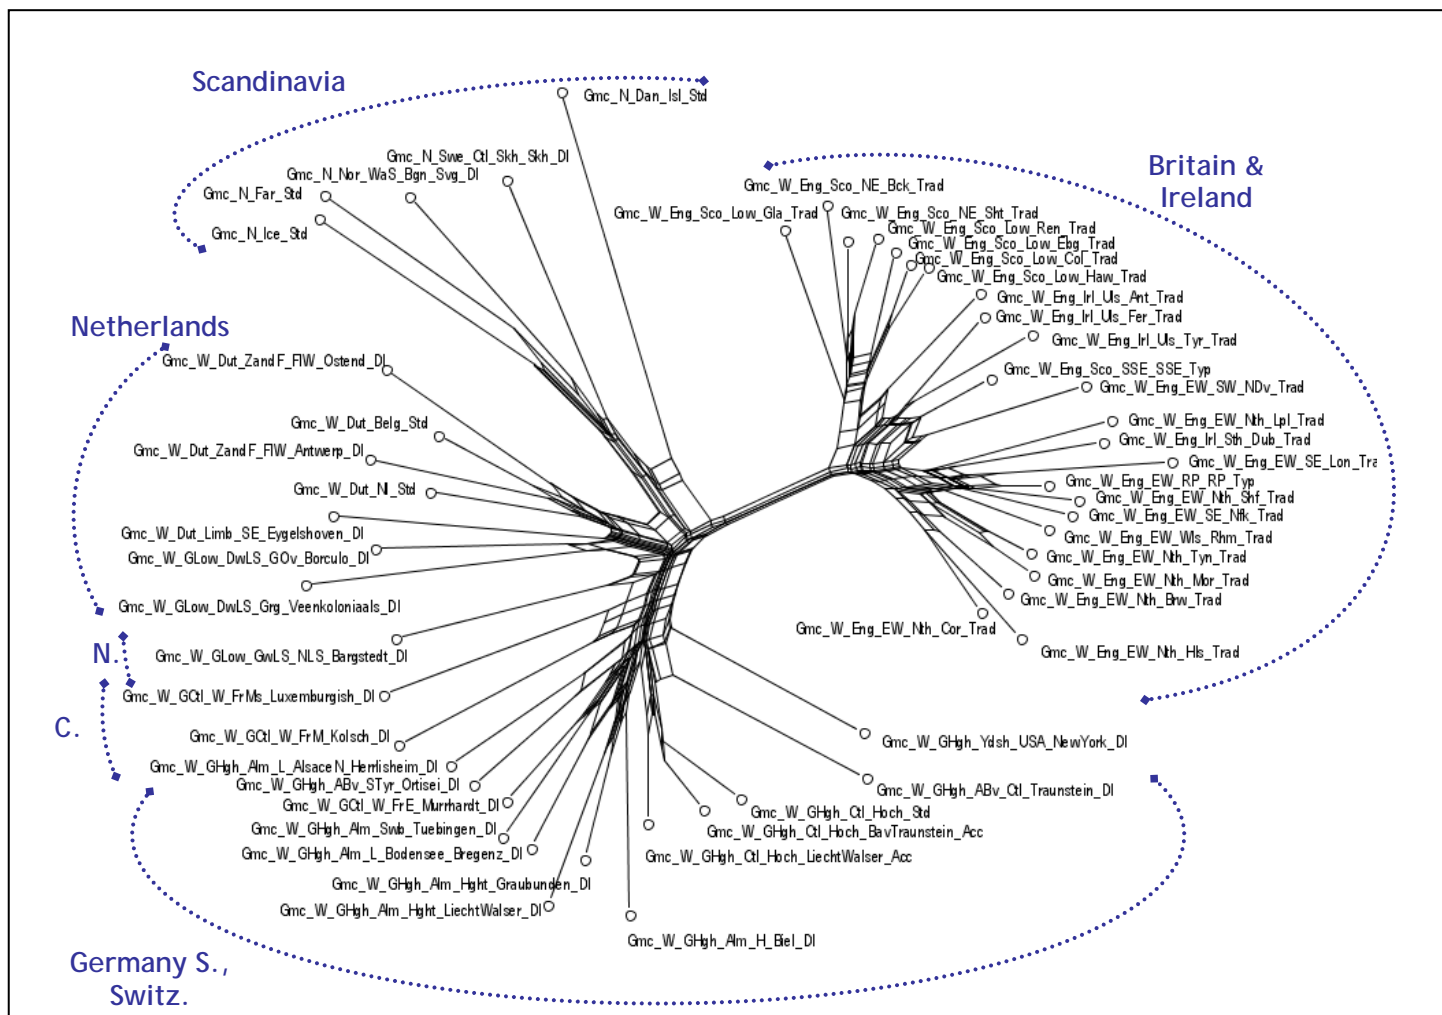 Scandinavia
Gmc_N_Dan_Isl_Std
Gmc_N_Swe_Ctl_Skh_Skh_Dl
Gmc_N_Nor_WaS_Bgn_Svg_Dl
Gmc_N_Far_Std
Gmc_N_Ice_Std
Britain &
Ireland
Gmc_W_Eng_Sco_NE_Bck_Trad
Gmc_W_Eng_Sco_Low_Gla_Trad
Gmc_W_Eng_Sco_NE_Sht_Trad
Gmc_W_Eng_Sco_Low_Ren_Trad
Gmc_W_Eng_Sco_Low_Ebg_Trad
Gmc_W_Eng_Sco_Low_Col_Trad
Gmc_W_Eng_Sco_Low_Haw_Trad
Gmc_W_Eng_Irl_Uls_Ant_Trad
Gmc_W_Eng_Irl_Uls_Fer_Trad
Gmc_W_Eng_Irl_Uls_Tyr_Trad
Gmc_W_Eng_Sco_SSE_SSE_Typ
Gmc_W_Eng_EW_SW_NDv_Trad
Gmc_W_Eng_EW_Nth_Lpl_Trad
Gmc_W_Eng_Irl_Sth_Dub_Trad
Gmc_W_Eng_EW_SE_Lon_Tra
Gmc_W_Eng_EW_RP_RP_Typ
Gmc_W_Eng_EW_Nth_Shf_Trad
Gmc_W_Eng_EW_SE_Nfk_Trad
Gmc_W_Eng_EW_Wls_Rhm_Trad
Gmc_W_Eng_EW_Nth_Tyn_Trad
Gmc_W_Eng_EW_Nth_Mor_Trad
Gmc_W_Eng_EW_Nth_Brw_Trad
Gmc_W_Eng_EW_Nth_Cor_Trad
Gmc_W_Eng_EW_Nth_Hls_Trad
Netherlands
Gmc_W_Dut_ZandF_FlW_Ostend_Dl
Gmc_W_Dut_Belg_Std
Gmc_W_Dut_ZandF_FlW_Antwerp_Dl
Gmc_W_Dut_Nl_Std
Gmc_W_Dut_Limb_SE_Eygelshoven_Dl
Gmc_W_GLow_DwLS_GOv_Borculo_Dl
Gmc_W_GLow_DwLS_Grg_Veenkoloniaals_Dl
N.
Gmc_W_GLow_GwLS_NLS_Bargstedt_Dl
Gmc_W_GCtl_W_FrMs_Luxemburgish_Dl
C.
Gmc_W_GCtl_W_FrM_Kolsch_Dl
Gmc_W_GHgh_Alm_L_AlsaceN_Herrlisheim_Dl
Gmc_W_GHgh_ABv_STyr_Ortisei_Dl
Gmc_W_GCtl_W_FrE_Murrhardt_Dl
Gmc_W_GHgh_Alm_Swb_Tuebingen_Dl
Gmc_W_GHgh_Alm_L_Bodensee_Bregenz_Dl
Gmc_W_GHgh_Alm_Hght_Graubunden_Dl
Gmc_W_GHgh_Alm_Hght_LiechtWalser_Dl
Gmc_W_GHgh_Alm_H_Biel_Dl
Gmc_W_GHgh_Ydsh_USA_NewYork_Dl
Gmc_W_GHgh_ABv_Ctl_Traunstein_Dl
Gmc_W_GHgh_Ctl_Hoch_Std
Gmc_W_GHgh_Ctl_Hoch_BavTraunstein_Acc
Gmc_W_GHgh_Ctl_Hoch_LiechtWalser_Acc
Germany S.,
Switz.